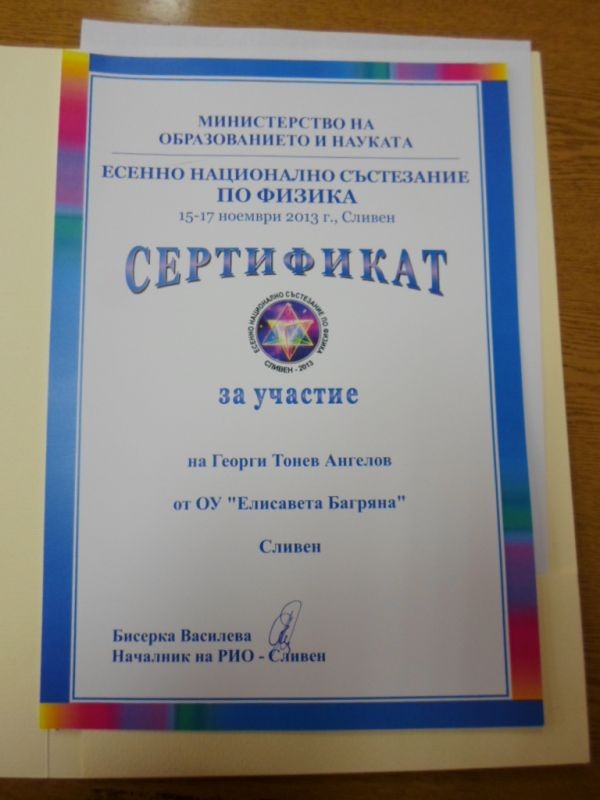 МИНИСТЕРСТВО НА
ОБРАЗОВАНИЕТО И НАУКАТА
ЕСЕННО НАЦИОНАЛНО СЪСТЕЗАНИЕ
ПО ФИЗИКА
15-17 ноември 2013 г., Сливен
СЕРТИФИКАТ
ЕСЕННО НАЦИОНАЛНО СЪСТЕЗАНИЕ ПО ФИЗИКА
СЛИВЕН - 2013
за участие
на Георги Тонев Ангелов
от ОУ "Елисавета Багряна"
Сливен
Бисерка Василева
Началник на РИО - Сливен